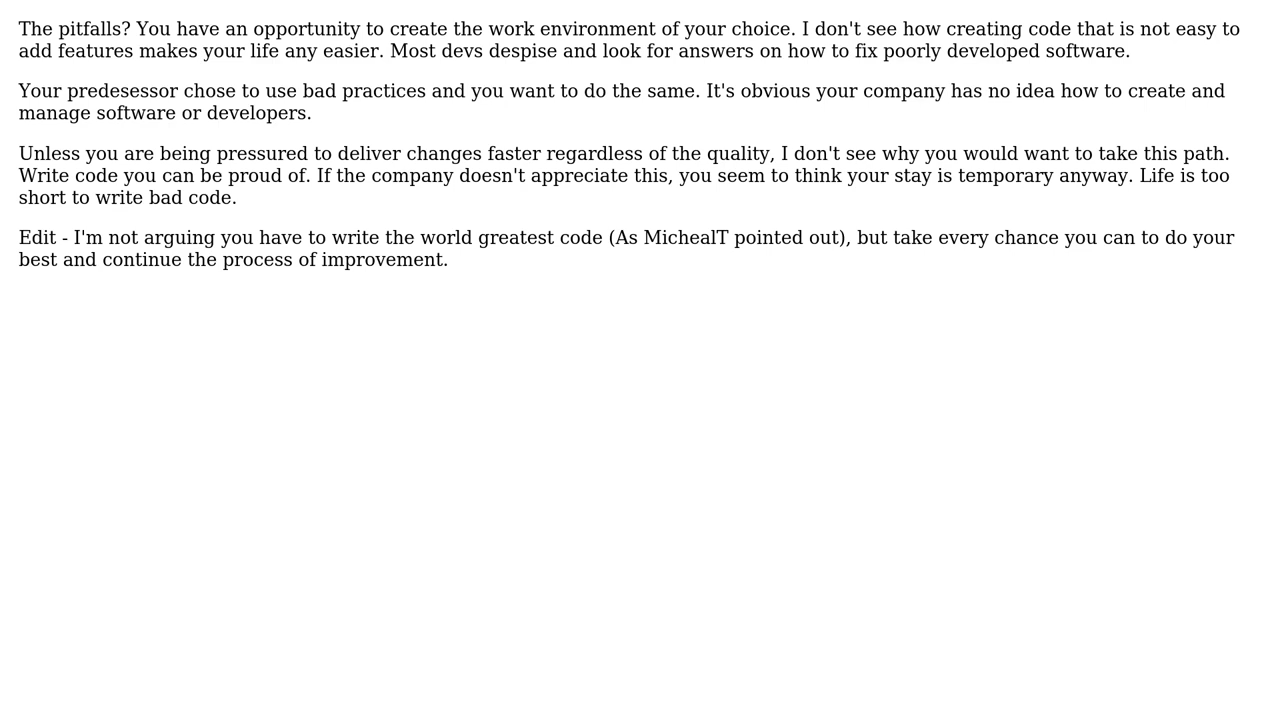 The pitfalls? You have an opportunity to create the work environment of your choice. I don't see how creating code that is not easy to
add features makes your life any easier. Most devs despise and look for answers on how to fix poorly developed software.
Your predesessor chose to use bad practices and you want to do the same. It's obvious your company has no idea how to create and
manage software or developers.
Unless you are being pressured to deliver changes faster regardless of the quality, I don't see why you would want to take this path.
Write code you can be proud of. If the company doesn't appreciate this, you seem to think your stay is temporary anyway. Life is too
short to write bad code.
Edit - I'm not arguing you have to write the world greatest code (As MichealT pointed out), but take every chance you can to do your
best and continue the process of improvement.